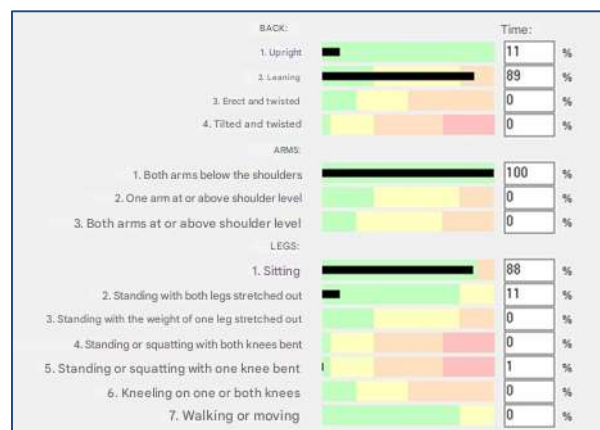 BACK: Time:
1. Upright 11 %
2. Leaning 89 %
3. Erect and twisted 0 %
4. Tilted and twisted 0 %
ARMS:
1. Both arms below the shoulders 100 %
2. One arm at or above shoulder level 0 %
3. Both arms at or above shoulder level 0 %
LEGS:
1. Sitting 88 %
2. Standing with both legs stretched out 11 %
3. Standing with the weight of one leg stretched out 0 %
4. Standing or squatting with both knees bent 0 %
5. Standing or squatting with one knee bent 1 %
6. Kneeling on one or both knees 0 %
7. Walking or moving 0 %